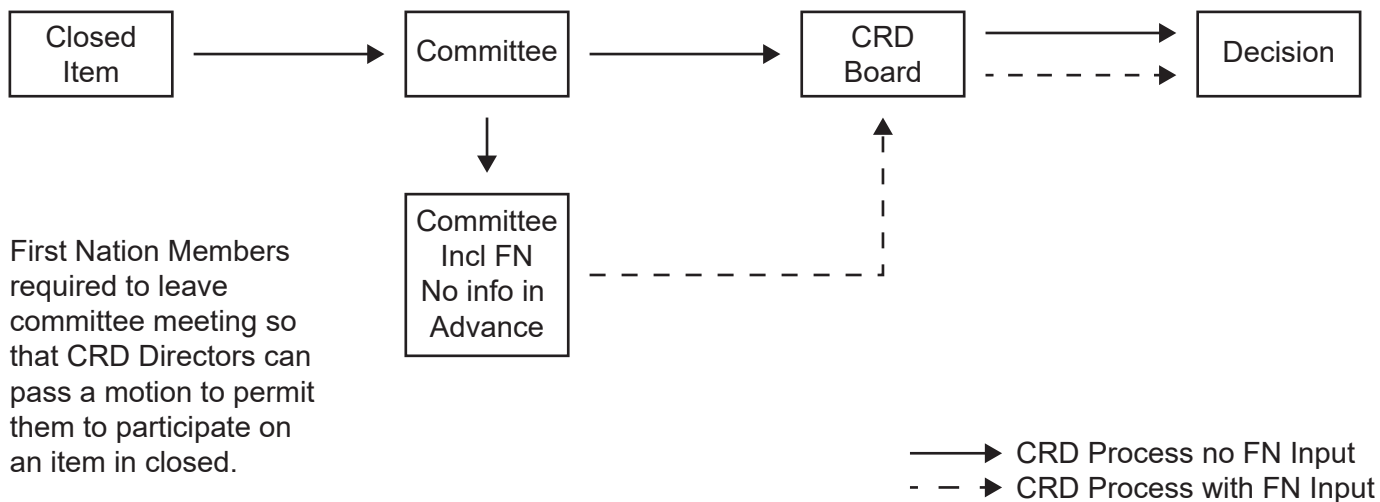 Closed
Item
Committee
CRD
Board
Decision
Committee
Incl FN
No info in
Advance
First Nation Members
required to leave
committee meeting so
that CRD Directors can
pass a motion to permit
them to participate on
an item in closed.
CRD Process no FN Input
CRD Process with FN Input